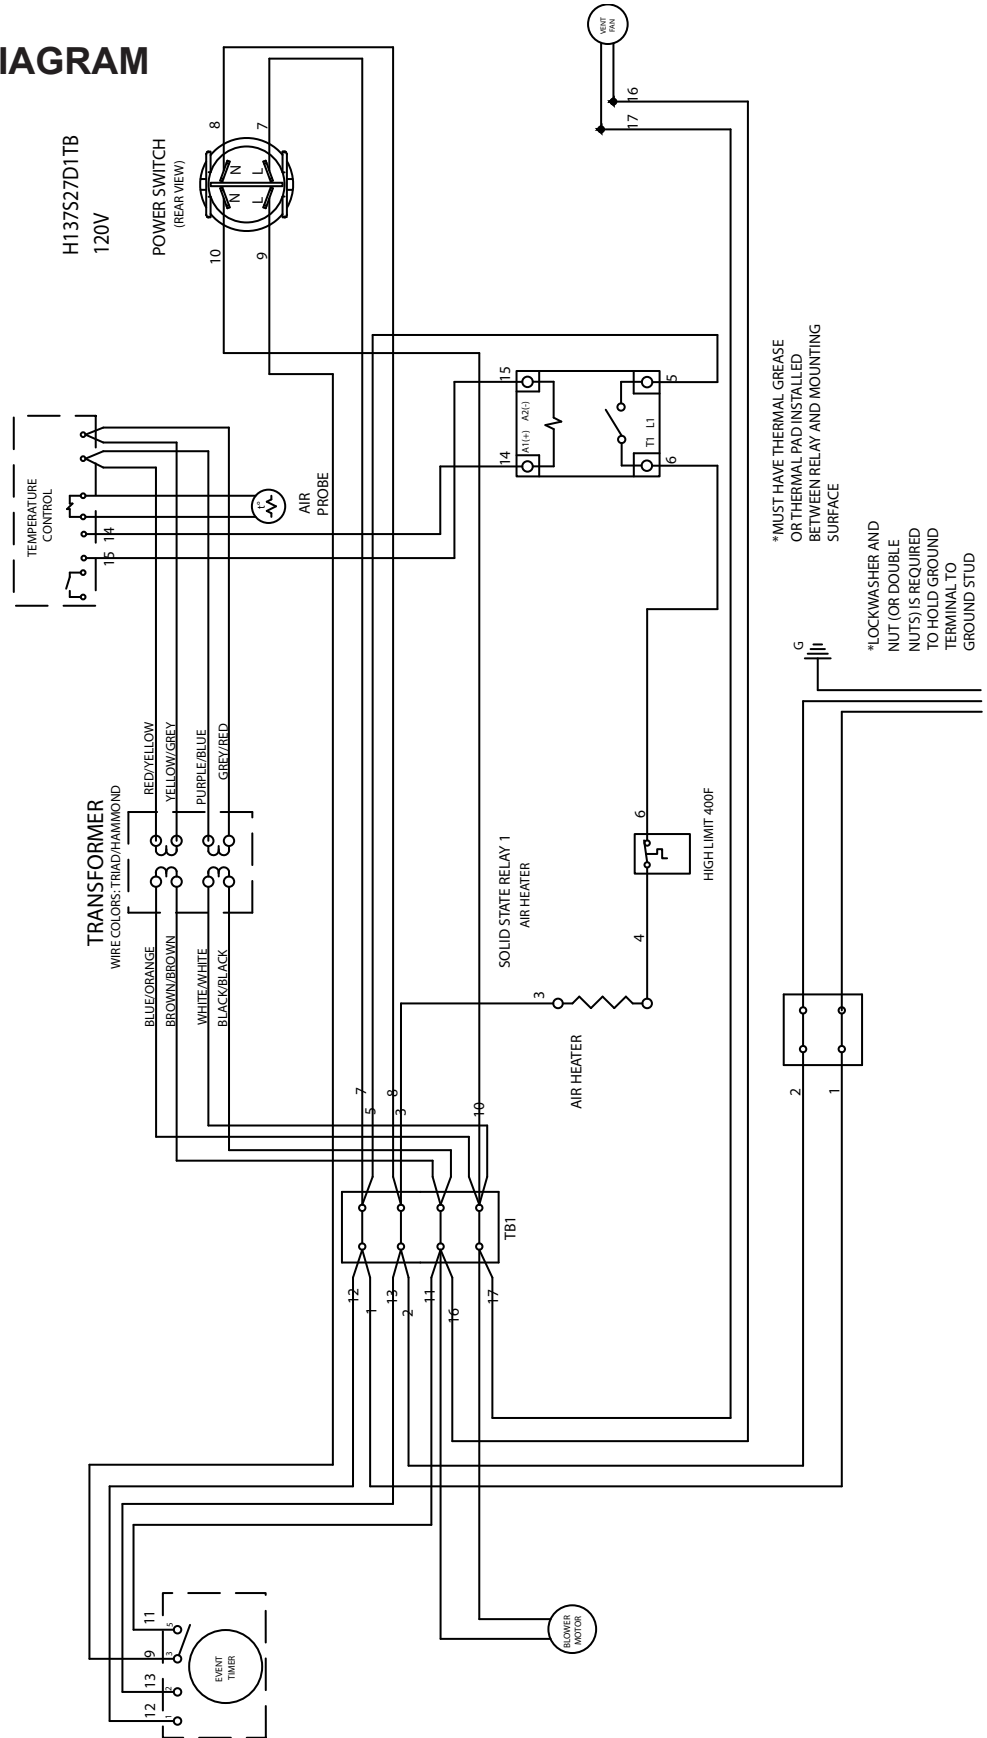 IAGRAM
H137S27D1TB
120V
POWER SWITCH
(REAR VIEW)
8
7
N
L
N
L
10
9
VENT
FAN
16
17
TEMPERATURE
CONTROL
14
15
t°
AIR
PROBE
15
14
A1(+) A2(-)
T1 L1
5
6
*MUST HAVE THERMAL GREASE
OR THERMAL PAD INSTALLED
BETWEEN RELAY AND MOUNTING
SURFACE
*LOCKWASHER AND
NUT (OR DOUBLE
NUTS) IS REQUIRED
TO HOLD GROUND
TERMINAL TO
GROUND STUD
G
TRANSFORMER
WIRE COLORS: TRIAD/HAMMOND
RED/YELLOW
YELLOW/GREY
PURPLE/BLUE
GREY/RED
BLUE/ORANGE
BROWN/BROWN
WHITE/WHITE
BLACK/BLACK
SOLID STATE RELAY 1
AIR HEATER
6
HIGH LIMIT 400F
4
3
AIR HEATER
2
1
7
5
8
3
10
TB1
12
1
13
2
11
16
17
11
9
13
12
5
3
2
1
EVENT
TIMER
BLOWER
MOTOR